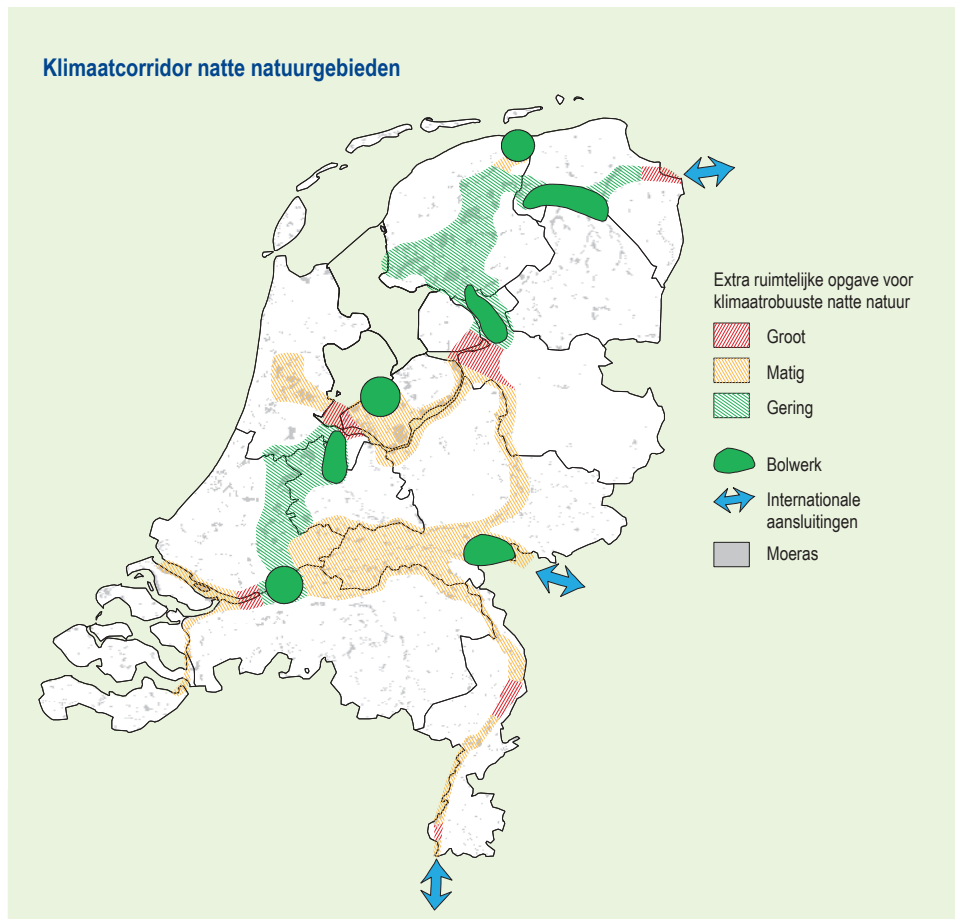 Klimaatcorridor natte natuurgebieden
Extra ruimtelijke opgave voor
klimaatrobuuste natte natuur
Groot
Matig
Gering
Bolwerk
Internationale
aansluitingen
Moeras